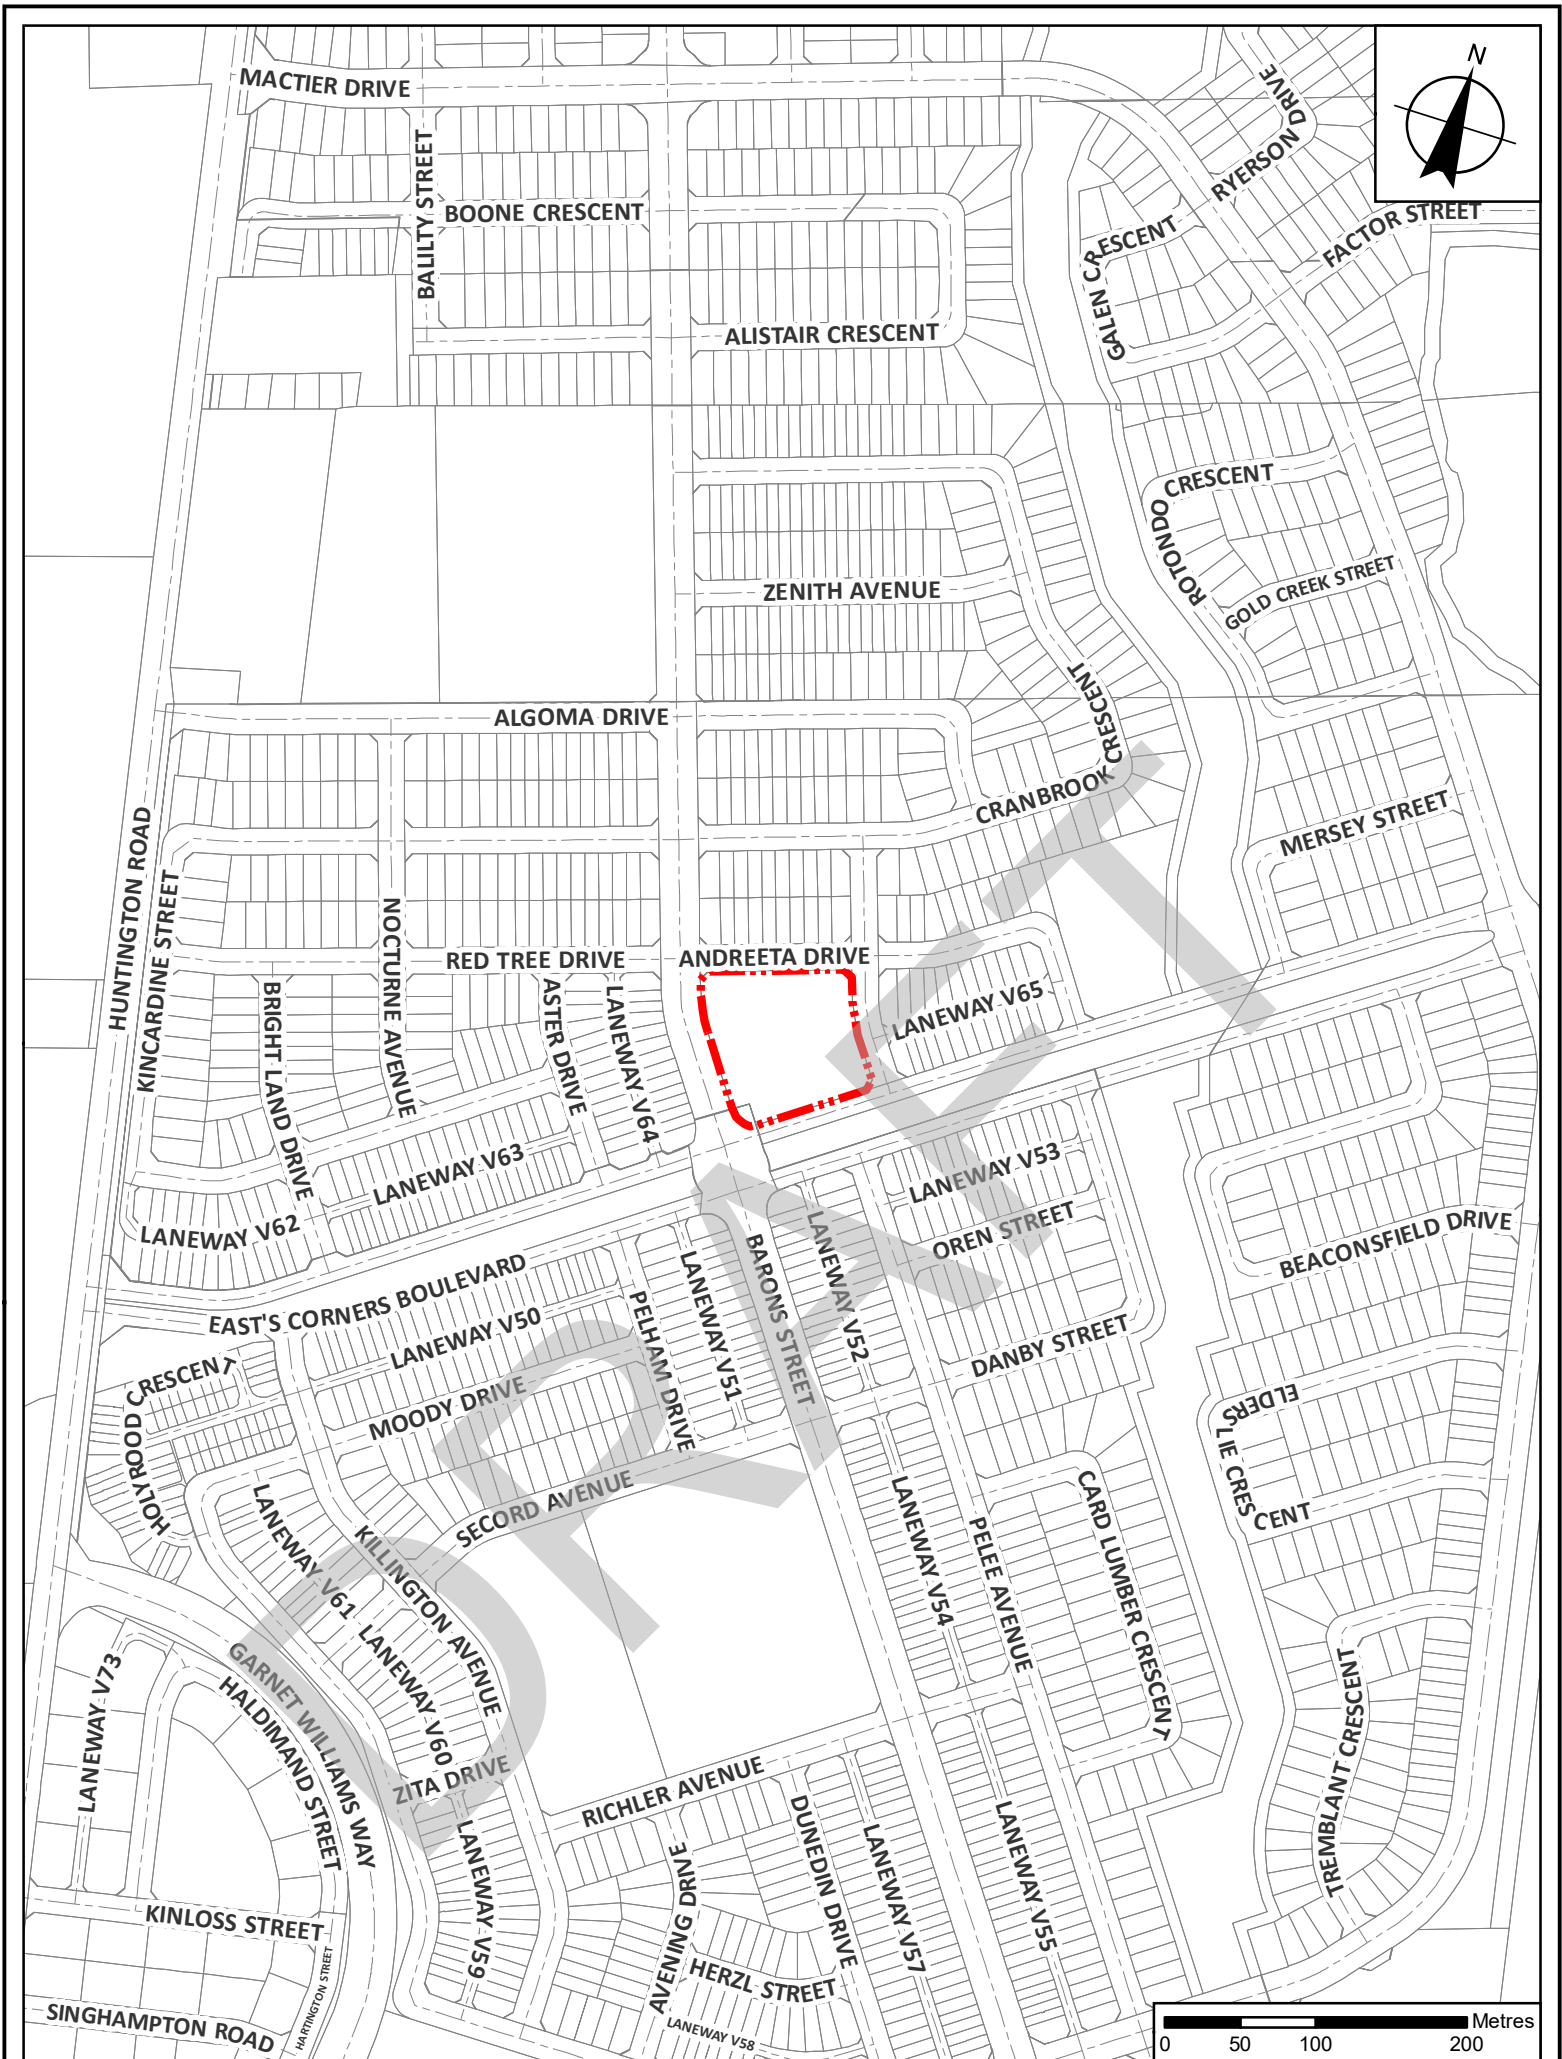 N
MACTIER DRIVE
RYERSON DRIVE
BALILTY STREET
BOONE CRESCENT
FACTOR STREET
GALEN CRESCENT
ALISTAIR CRESCENT
ROTONDO CRESCENT
ZENITH AVENUE
GOLD CREEK STREET
ALGOMA DRIVE
CRANBROOK CRESCENT
MERSEY STREET
HUNTINGTON ROAD
KINCARDINE STREET
NOCTURNE AVENUE
RED TREE DRIVE
ANDREETA DRIVE
BRIGHT LAND DRIVE
ASTER DRIVE
LANEWAY V64
LANEWAY V65
LANEWAY V63
LANEWAY V53
LANEWAY V62
OREN STREET
BEACONSFIELD DRIVE
EAST'S CORNERS BOULEVARD
LANEWAY V50
PELHAM DRIVE
LANEWAY V51
BARONS STREET
LANEWAY V52
DANBY STREET
HOLYROOD CRESCENT
MOODY DRIVE
ELDERS
LIE CRES
CENT
SECORD AVENUE
LANEWAY V61
KILLINGTON AVENUE
LANEWAY V54
PELEE AVENUE
CARD LUMBER CRESCENT
LANEWAY V60
GARNET WILLIAMS WAY
HALDIMAND STREET
LANEWAY V73
ZITA DRIVE
TREMBLANT CRESCENT
RICHLER AVENUE
LANEWAY V59
DUNEDIN DRIVE
LANEWAY V57
LANEWAY V55
AVENING DRIVE
KINLOSS STREET
HARTINGTON STREET
HERZL STREET
LANEWAY V58
SINGHAMPTON ROAD
DRAFT
Metres
0 50 100 200